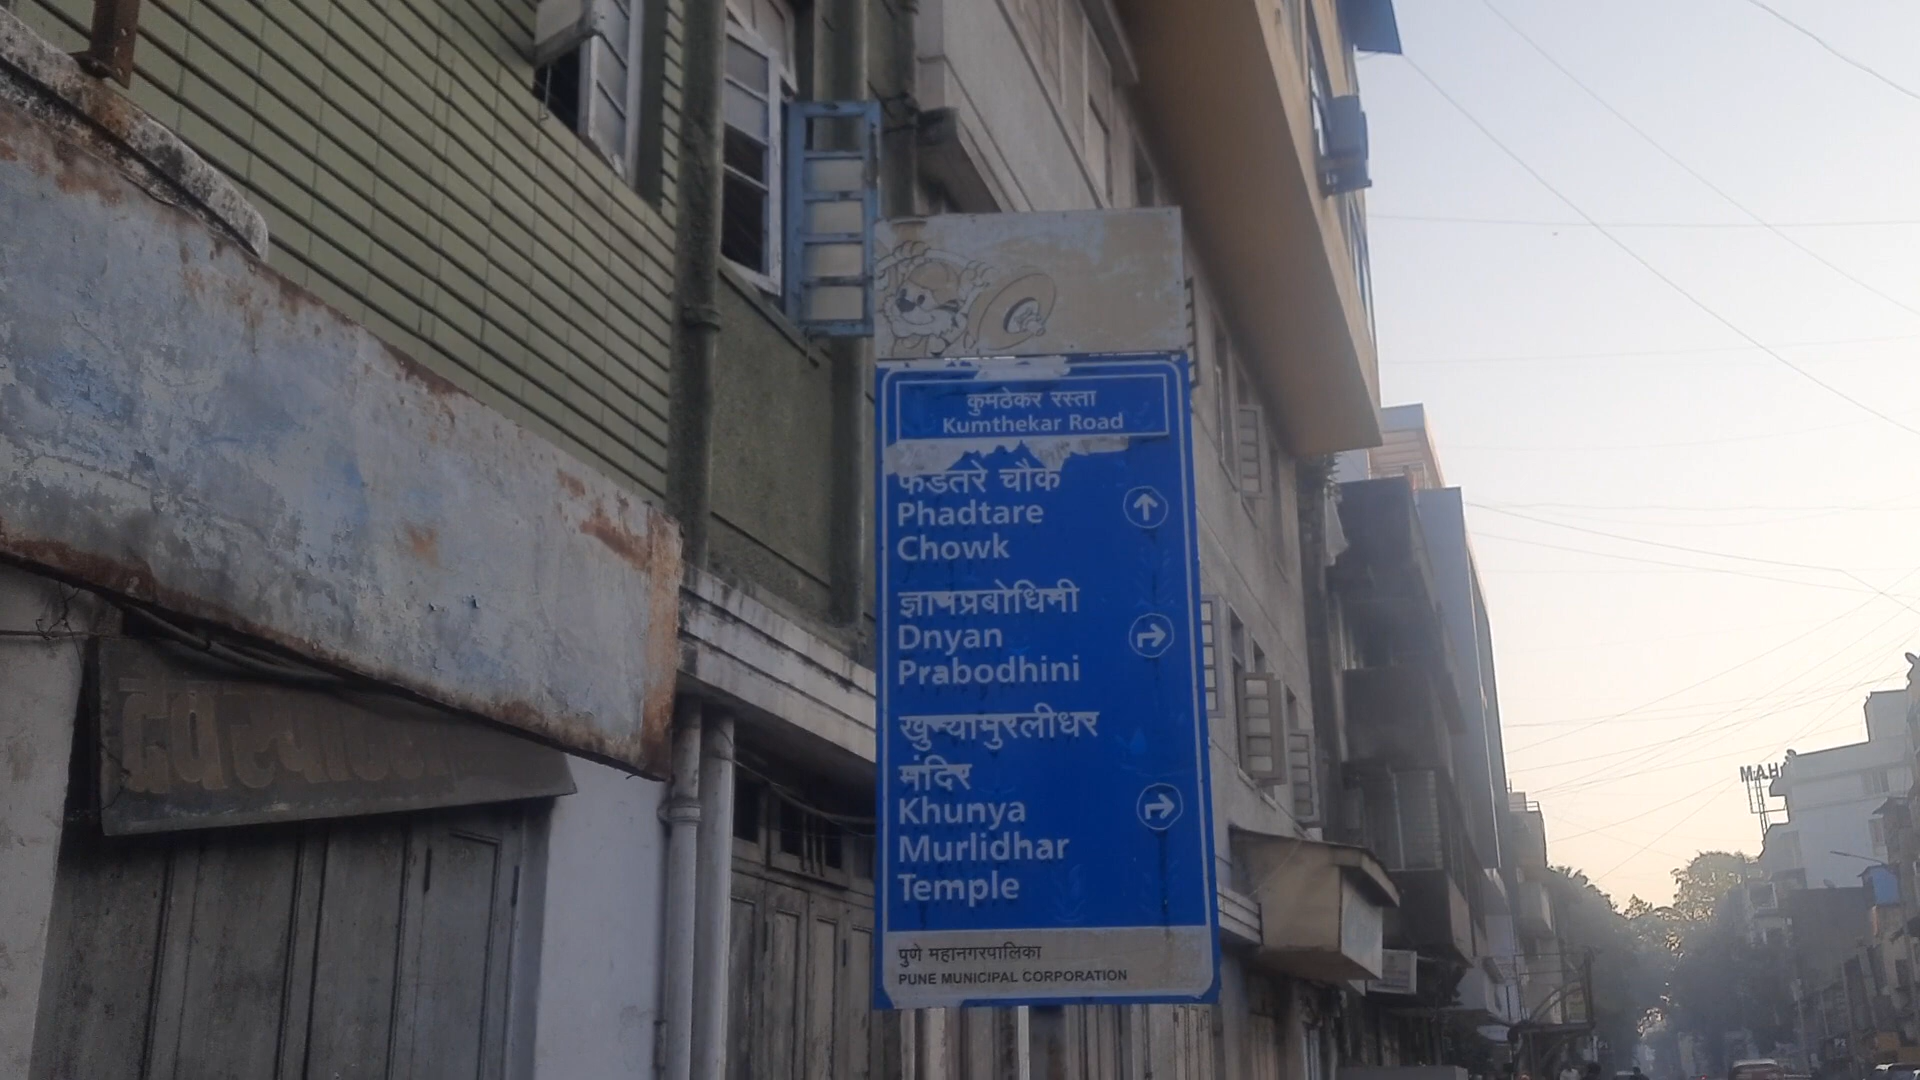 कुमठेकर रस्ता
Kumthekar Road
फडतरे चौक
Phadtare
Chowk
ज्ञानप्रबोधिनी
Dnyan
Prabodhini
खुन्यामुरलीधर
मंदिर
Khunya
Murlidhar
Temple
पुणे महानगरपालिका
PUNE MUNICIPAL CORPORATION